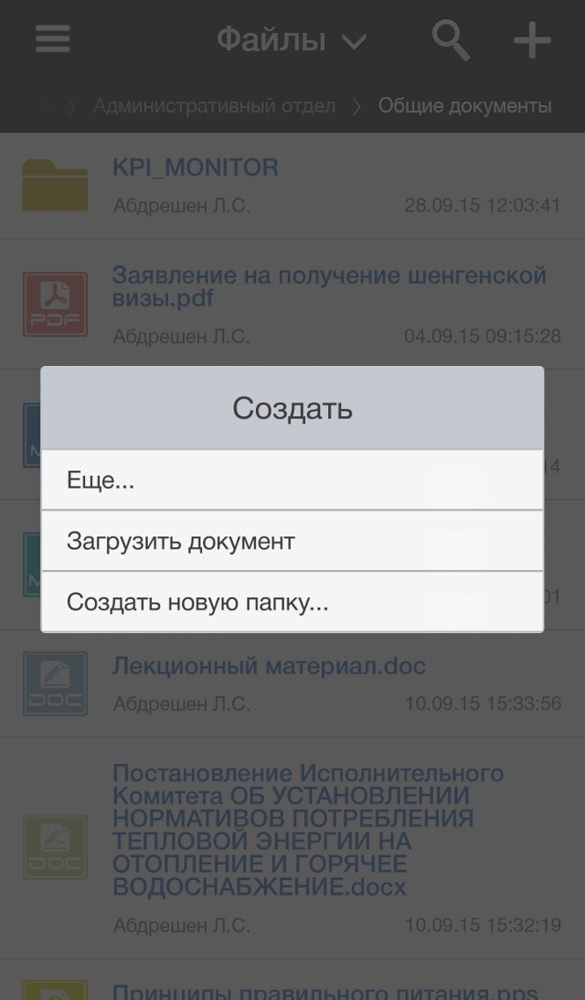 Файлы
Административный отдел
Общие документы
KPI_MONITOR
Абдрешен Л.С.
28.09.15 12:03:41
Заявление на получение шенгенской
визы.pdf
PDF
Абдрешен Л.С.
04.09.15 09:15:28
Создать
Еще...
14
Загрузить документ
Создать новую папку...
01
Лекционный материал.doc
DOC
Абдрешен Л.С.
10.09.15 15:33:56
Постановление Исполнительного
Комитета ОБ УСТАНОВЛЕНИИ
НОРМАТИВОВ ПОТРЕБЛЕНИЯ
ТЕПЛОВОЙ ЭНЕРГИИ НА
ОТОПЛЕНИЕ И ГОРЯЧЕЕ
ВОДОСНАБЖЕНИЕ.docx
DOC
Абдрешен Л.С.
10.09.15 15:32:19
Принципы правильного питания.pps